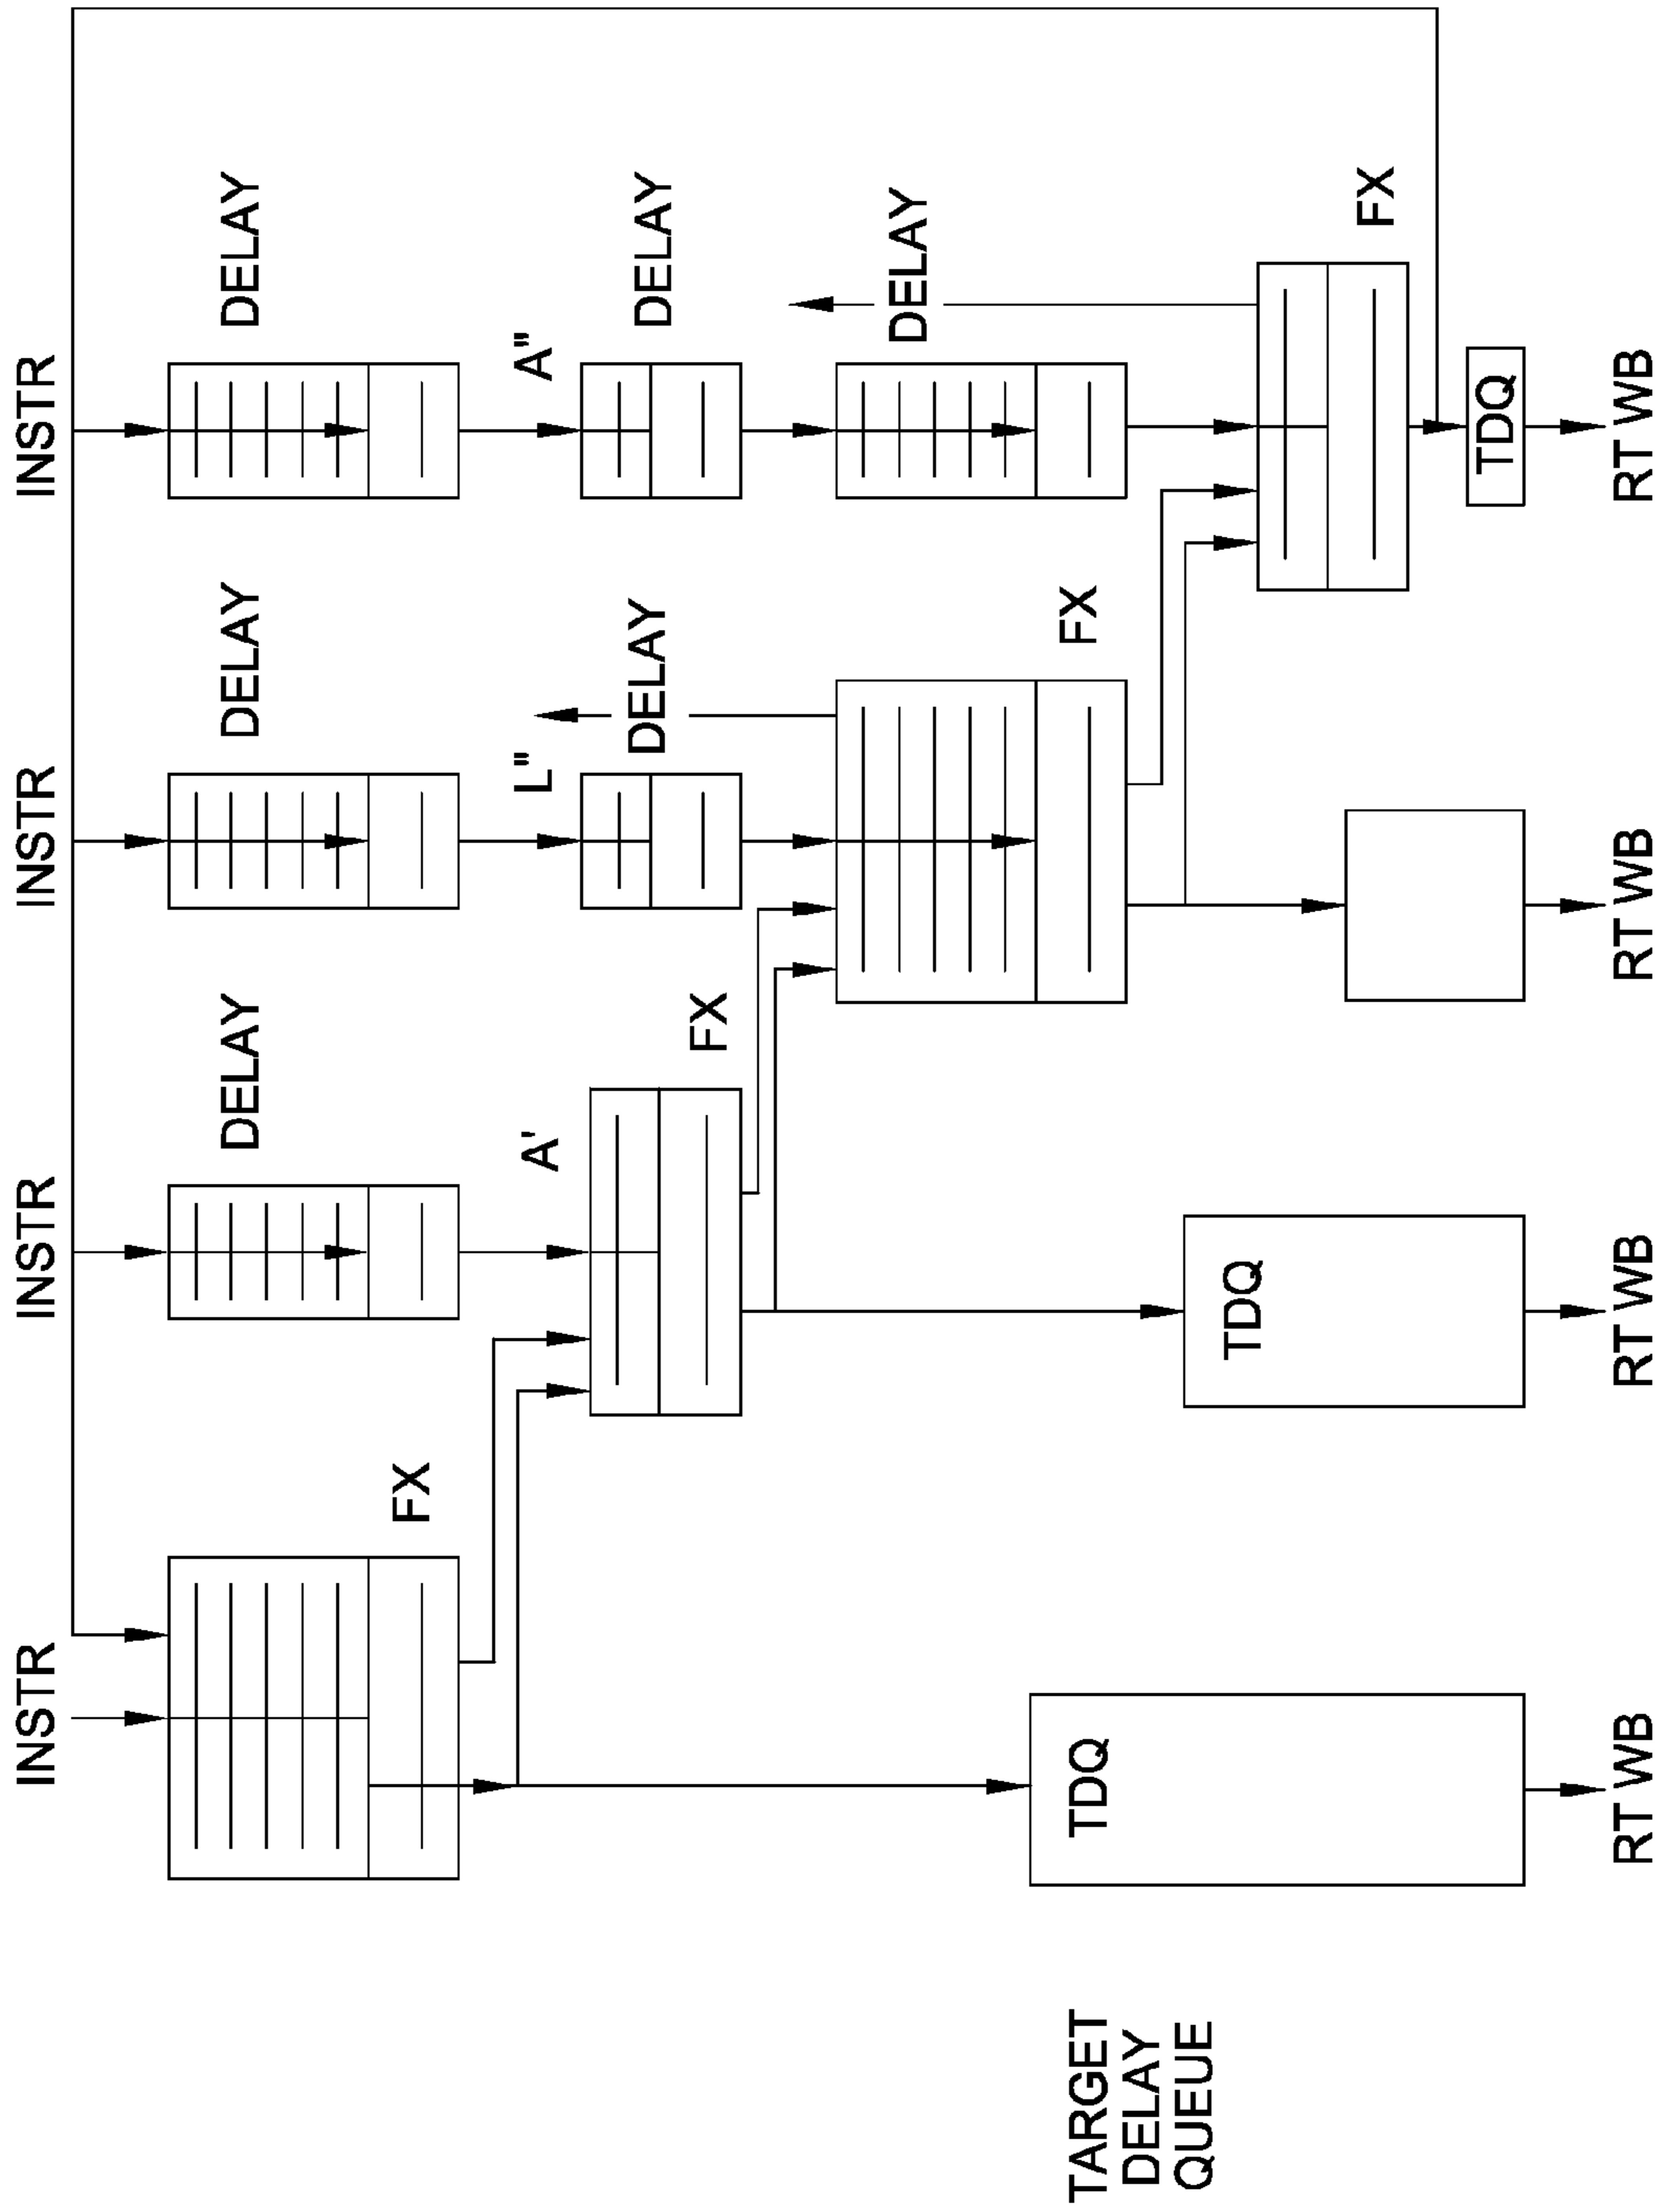 INSTR
INSTR
INSTR
INSTR
DELAY
DELAY
DELAY
FX
A'
L"
A"
DELAY
DELAY
FX
DELAY
FX
TARGET
DELAY
QUEUE
TDQ
TDQ
FX
TDQ
RT WB
RT WB
RT WB
RT WB